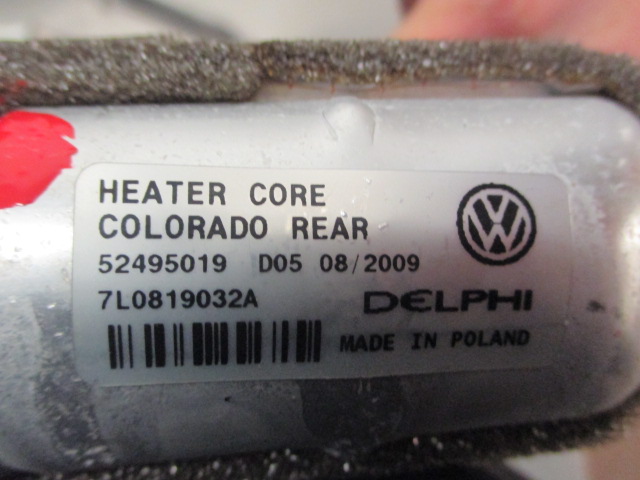 HEATER CORE
COLORADO REAR
52495019 D05 08/2009
7L0819032A DELPHI
MADE IN POLAND